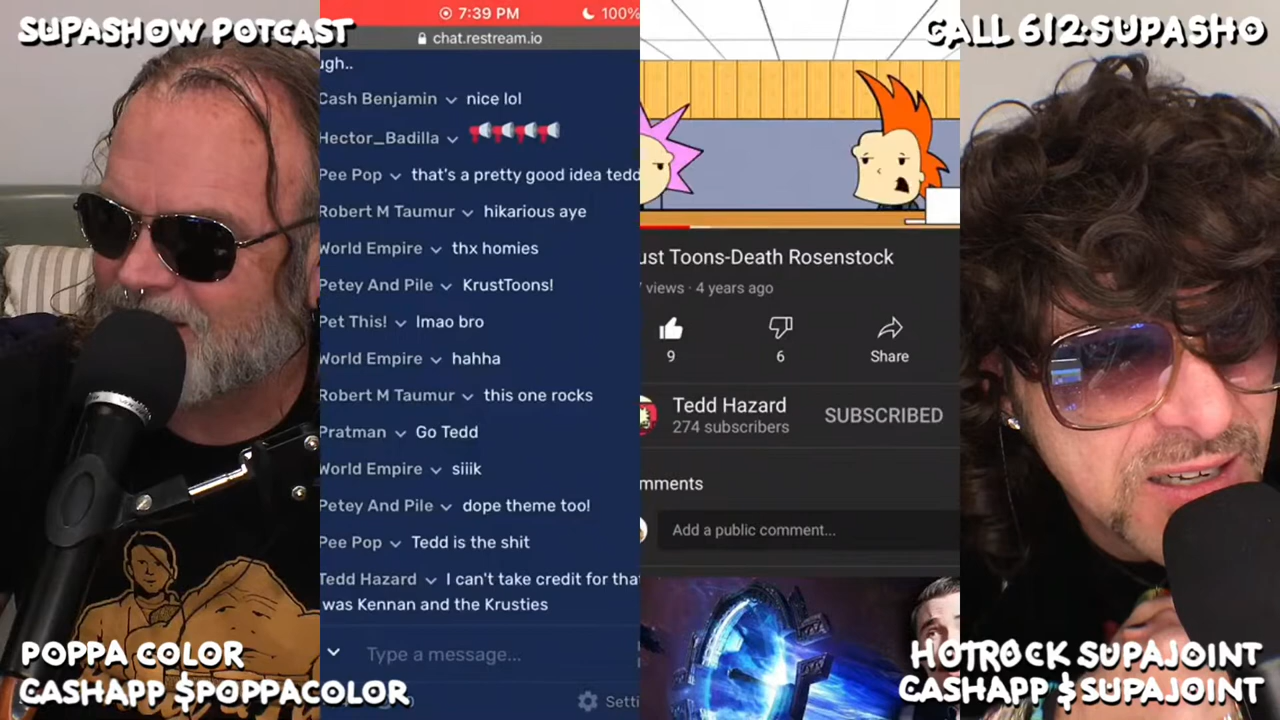 SUPASHOW POTCAST
CALL 612-SUPASHO
7:39 PM
100%
chat.restream.io
ugh..
Cash Benjamin nice lol
Hector_Badilla
Pee Pop that's a pretty good idea tedd
Robert M Taumur hikarious aye
World Empire thx homies
Petey And Pile KrustToons!
Pet This! lmao bro
World Empire hahha
Robert M Taumur this one rocks
Pratman Go Tedd
World Empire siiik
Petey And Pile dope theme too!
Pee Pop Tedd is the shit
Tedd Hazard I can't take credit for tha
was Kennan and the Krusties
Type a message...
Setti
ust Toons-Death Rosenstock
views · 4 years ago
9
6
Share
Tedd Hazard
274 subscribers
SUBSCRIBED
mments
Add a public comment...
POPPA COLOR
CASHAPP $POPPACOLOR
HOTROCK SUPAJOINT
CASHAPP $SUPAJOINT